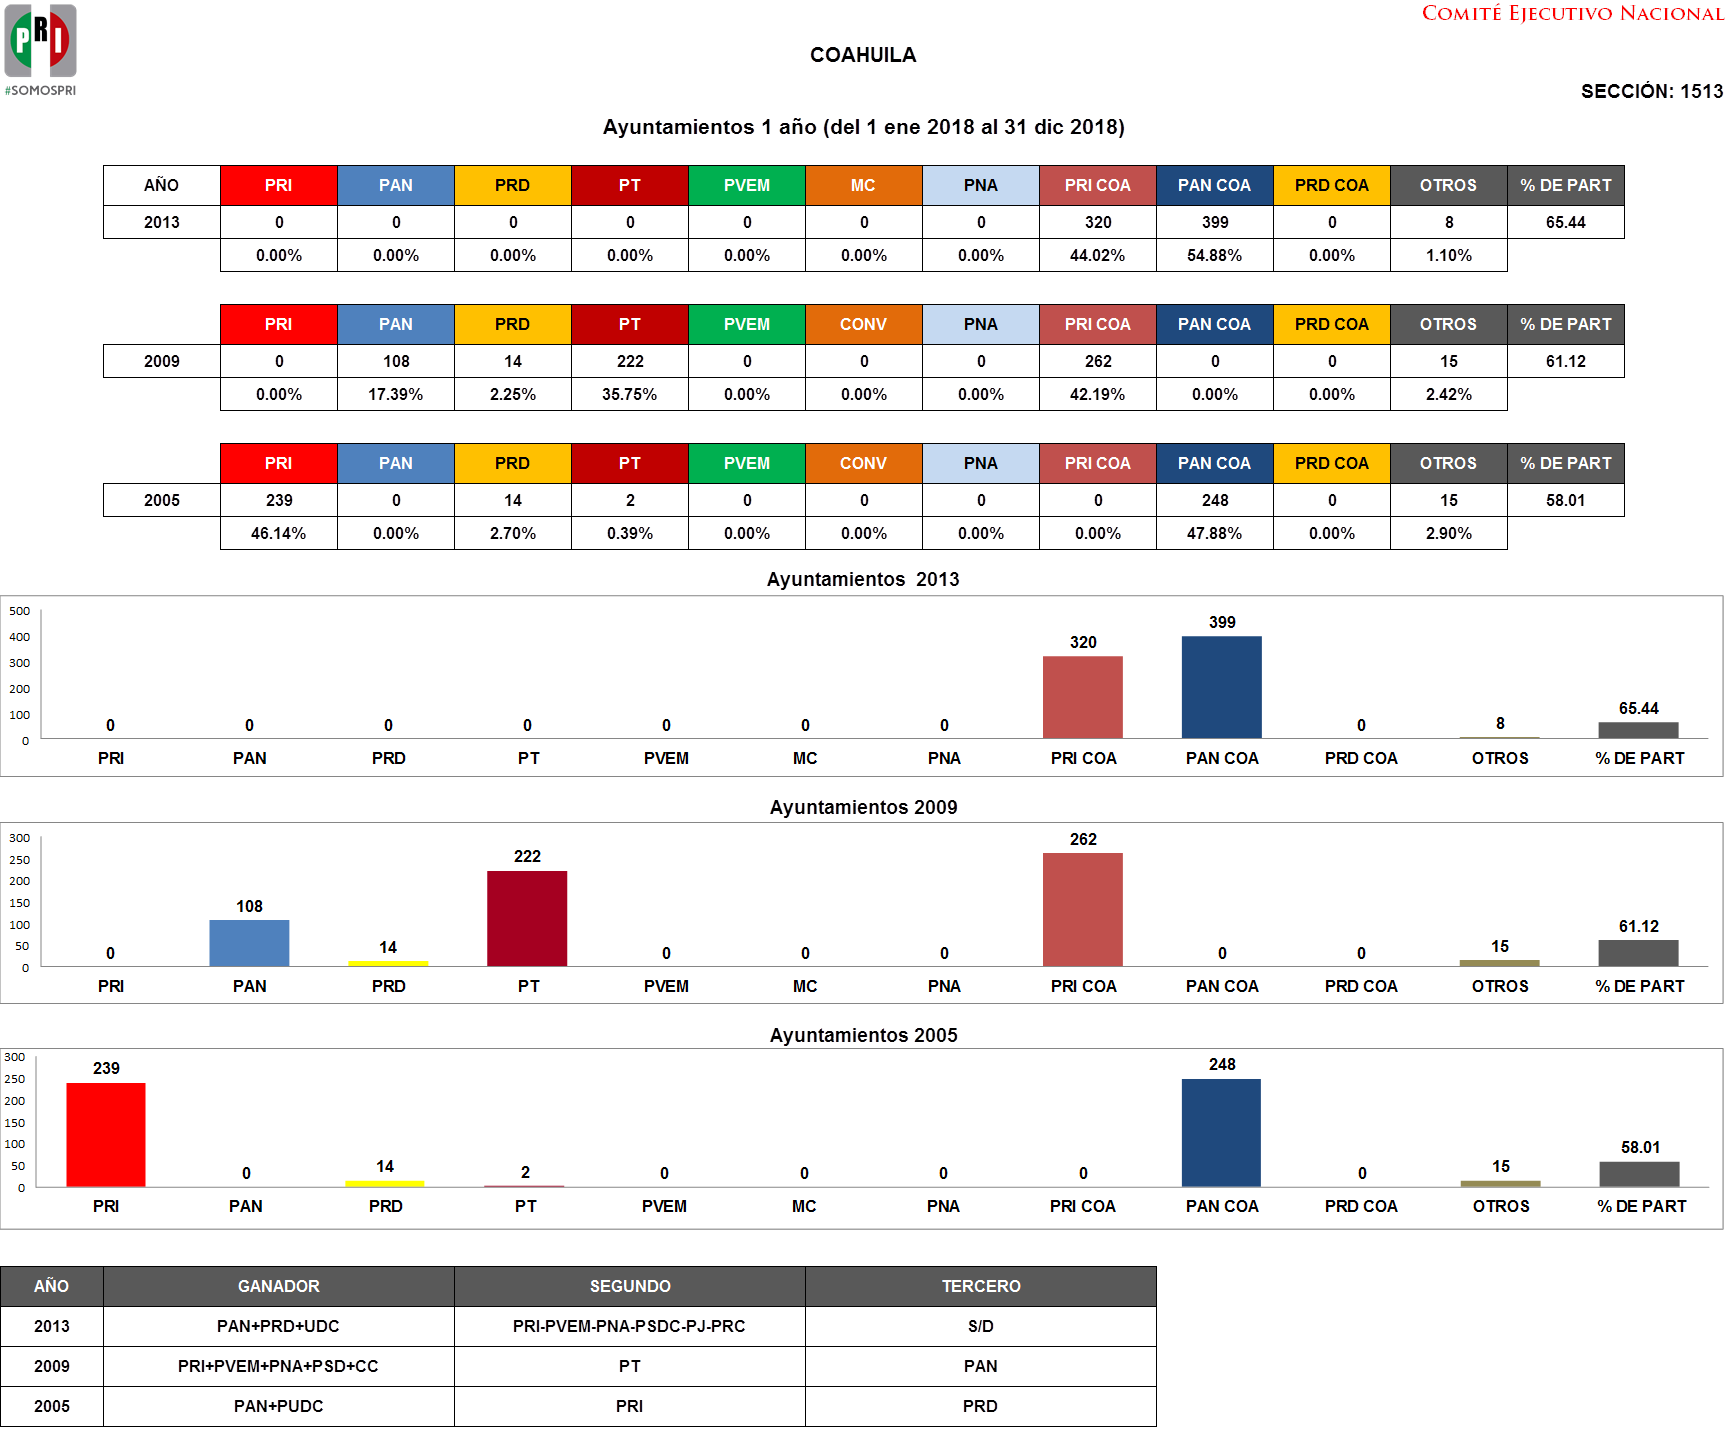 PRI
#SOMOSPRI
COMITÉ EJECUTIVO NACIONAL
COAHUILA
SECCIÓN: 1513
Ayuntamientos 1 año (del 1 ene 2018 al 31 dic 2018)
AÑO PRI PAN PRD PT PVEM MC PNA PRI COA PAN COA PRD COA OTROS % DE PART
2013 0 0 0 0 0 0 0 320 399 0 8 65.44
0.00% 0.00% 0.00% 0.00% 0.00% 0.00% 0.00% 44.02% 54.88% 0.00% 1.10%
PRI PAN PRD PT PVEM CONV PNA PRI COA PAN COA PRD COA OTROS % DE PART
2009 0 108 14 222 0 0 0 262 0 0 15 61.12
0.00% 17.39% 2.25% 35.75% 0.00% 0.00% 0.00% 42.19% 0.00% 0.00% 2.42%
PRI PAN PRD PT PVEM CONV PNA PRI COA PAN COA PRD COA OTROS % DE PART
2005 239 0 14 2 0 0 0 0 248 0 15 58.01
46.14% 0.00% 2.70% 0.39% 0.00% 0.00% 0.00% 0.00% 47.88% 0.00% 2.90%
Ayuntamientos 2013
500
400
300
200
100
0
0 0 0 0 0 0 0 320 399 0 8 65.44
PRI PAN PRD PT PVEM MC PNA PRI COA PAN COA PRD COA OTROS % DE PART
Ayuntamientos 2009
300
250
200
150
100
50
0
0 108 14 222 0 0 0 262 0 0 15 61.12
PRI PAN PRD PT PVEM MC PNA PRI COA PAN COA PRD COA OTROS % DE PART
Ayuntamientos 2005
300
250
200
150
100
50
0
239 0 14 2 0 0 0 0 248 0 15 58.01
PRI PAN PRD PT PVEM MC PNA PRI COA PAN COA PRD COA OTROS % DE PART
AÑO GANADOR SEGUNDO TERCERO
2013 PAN+PRD+UDC PRI-PVEM-PNA-PSDC-PJ-PRC S/D
2009 PRI+PVEM+PNA+PSD+CC PT PAN
2005 PAN+PUDC PRI PRD